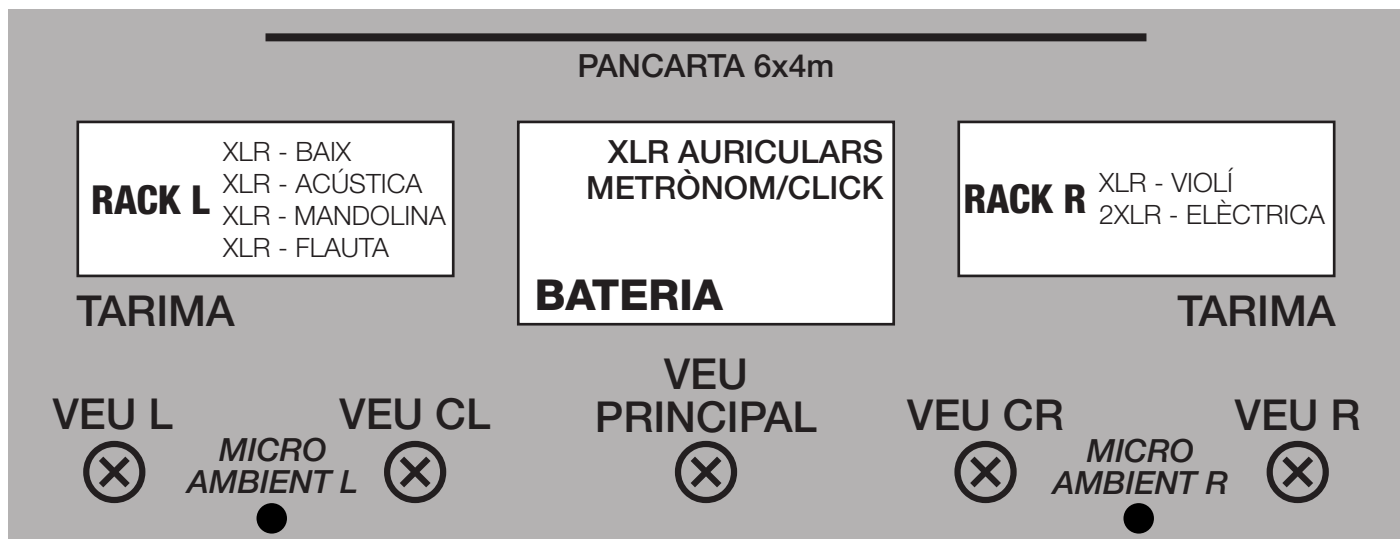 PANCARTA 6x4m
RACK L
XLR - BAIX
XLR - ACÚSTICA
XLR - MANDOLINA
XLR - FLAUTA
TARIMA
XLR AURICULARS
METRÒNOM/CLICK
BATERIA
RACK R
XLR - VIOLÍ
2XLR - ELÈCTRICA
TARIMA
VEU L
MICRO
AMBIENT L
VEU CL
VEU
PRINCIPAL
VEU CR
MICRO
AMBIENT R
VEU R